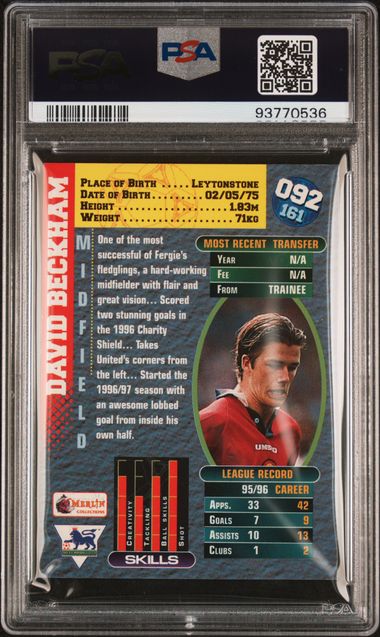 PSA
PSA
93770536
DAVID BECKHAM
MIDFIELD
PLACE OF BIRTH ..... LEYTONSTONE
DATE OF BIRTH ........ 02/05/75
HEIGHT .................... 1.83M
WEIGHT .................... 71KG
092
161
One of the most
successful of Fergie's
fledglings, a hard-working
midfielder with flair and
great vision... Scored
two stunning goals in
the 1996 Charity
Shield... Takes
United's corners from
the left... Started the
1996/97 season with
an awesome lobbed
goal from inside his
own half.
MOST RECENT TRANSFER
YEAR N/A
FEE N/A
FROM TRAINEE
UMBRO
LEAGUE RECORD
95/96 CAREER
APPS. 33 42
GOALS 7 9
ASSISTS 10 13
CLUBS 1 2
MERLIN
COLLECTIONS
CREATIVITY
TACKLING
BALL SKILLS
SHOT
SKILLS
PSA